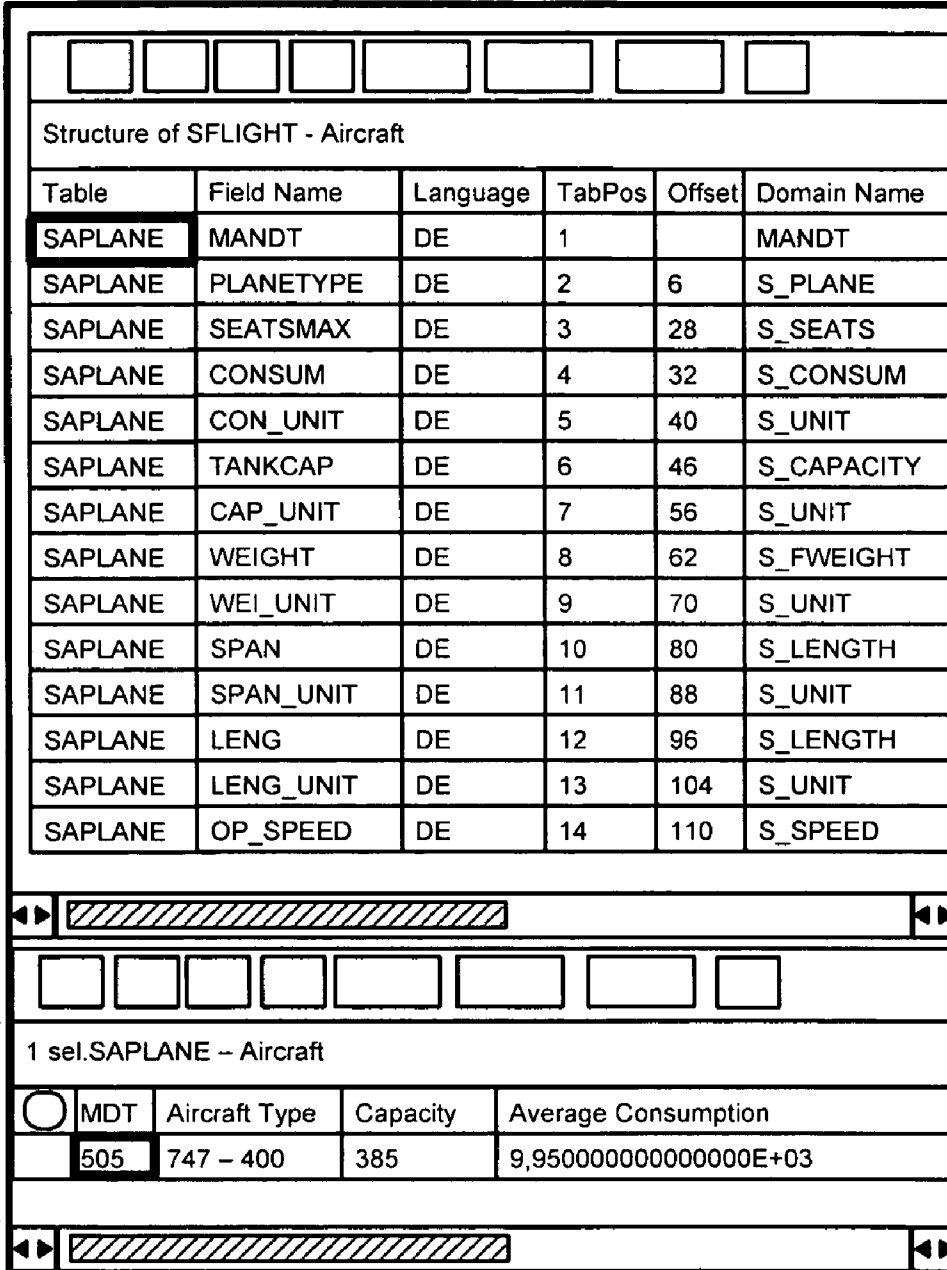 Structure of SFLIGHT - Aircraft
Table Field Name Language TabPos Offset Domain Name
SAPLANE MANDT DE 1 MANDT
SAPLANE PLANETYPE DE 2 6 S_PLANE
SAPLANE SEATSMAX DE 3 28 S_SEATS
SAPLANE CONSUM DE 4 32 S_CONSUM
SAPLANE CON_UNIT DE 5 40 S_UNIT
SAPLANE TANKCAP DE 6 46 S_CAPACITY
SAPLANE CAP_UNIT DE 7 56 S_UNIT
SAPLANE WEIGHT DE 8 62 S_FWEIGHT
SAPLANE WEI_UNIT DE 9 70 S_UNIT
SAPLANE SPAN DE 10 80 S_LENGTH
SAPLANE SPAN_UNIT DE 11 88 S_UNIT
SAPLANE LENG DE 12 96 S_LENGTH
SAPLANE LENG_UNIT DE 13 104 S_UNIT
SAPLANE OP_SPEED DE 14 110 S_SPEED
1 sel.SAPLANE – Aircraft
MDT Aircraft Type Capacity Average Consumption
505 747 – 400 385 9,950000000000000E+03